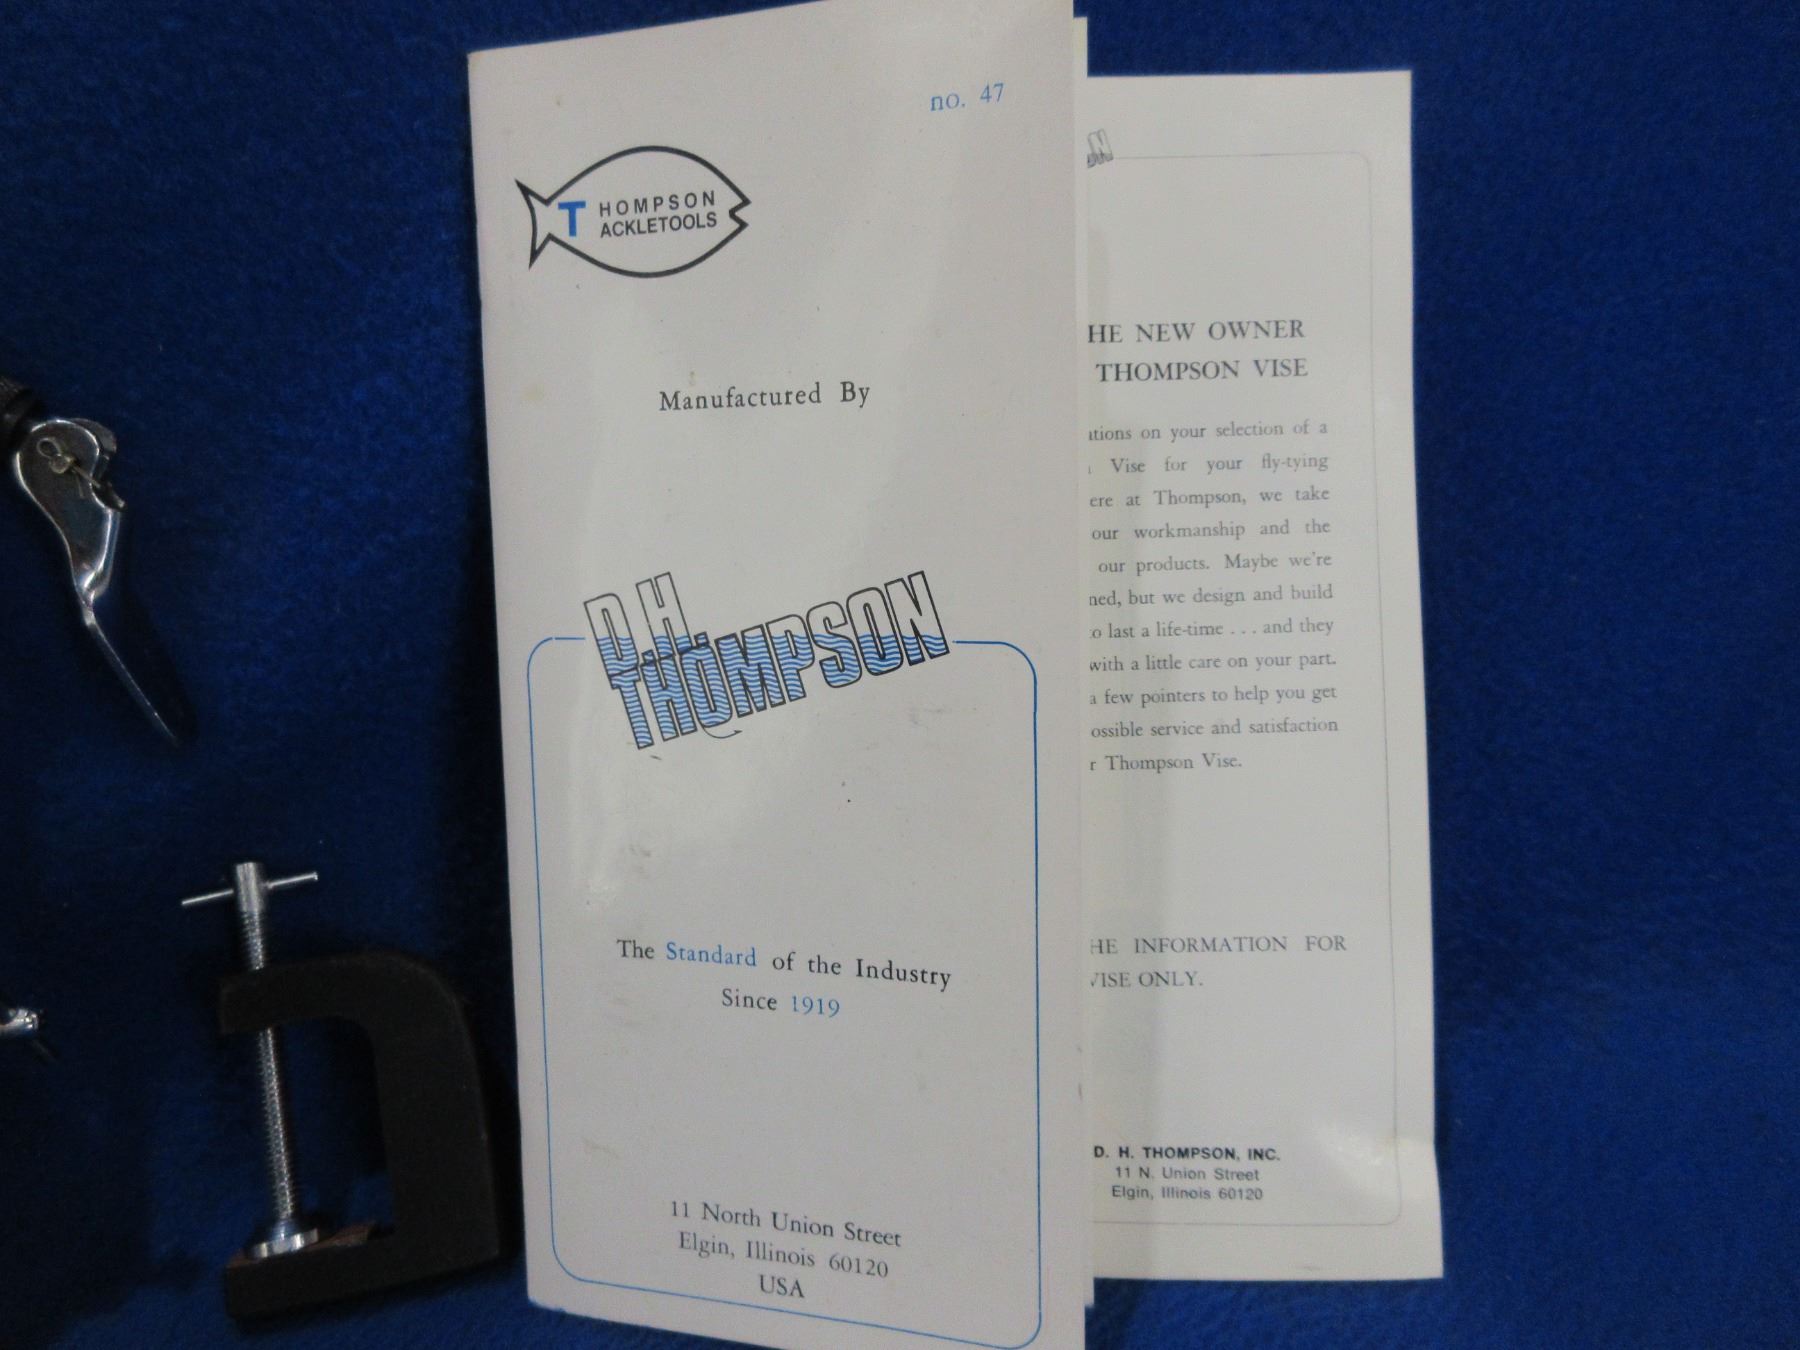 no. 47
THOMPSON
ACKLETOOLS
Manufactured By
D.H.
THOMPSON
The Standard of the Industry
Since 1919
11 North Union Street
Elgin, Illinois 60120
USA
HE NEW OWNER
THOMPSON VISE
tions on your selection of a
Vise for your fly-tying
ere at Thompson, we take
our workmanship and the
our products. Maybe we're
ned, but we design and build
o last a life-time . . . and they
with a little care on your part.
a few pointers to help you get
ossible service and satisfaction
r Thompson Vise.
HE INFORMATION FOR
VISE ONLY.
D. H. THOMPSON, INC.
11 N. Union Street
Elgin, Illinois 60120